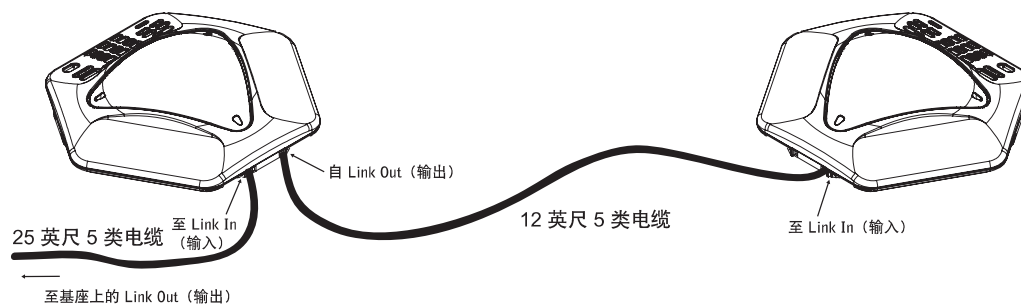 自 Link Out（输出）
至 Link In
（输入）
12 英尺 5 类电缆
至 Link In（输入）
25 英尺 5 类电缆
至基座上的 Link Out（输出）